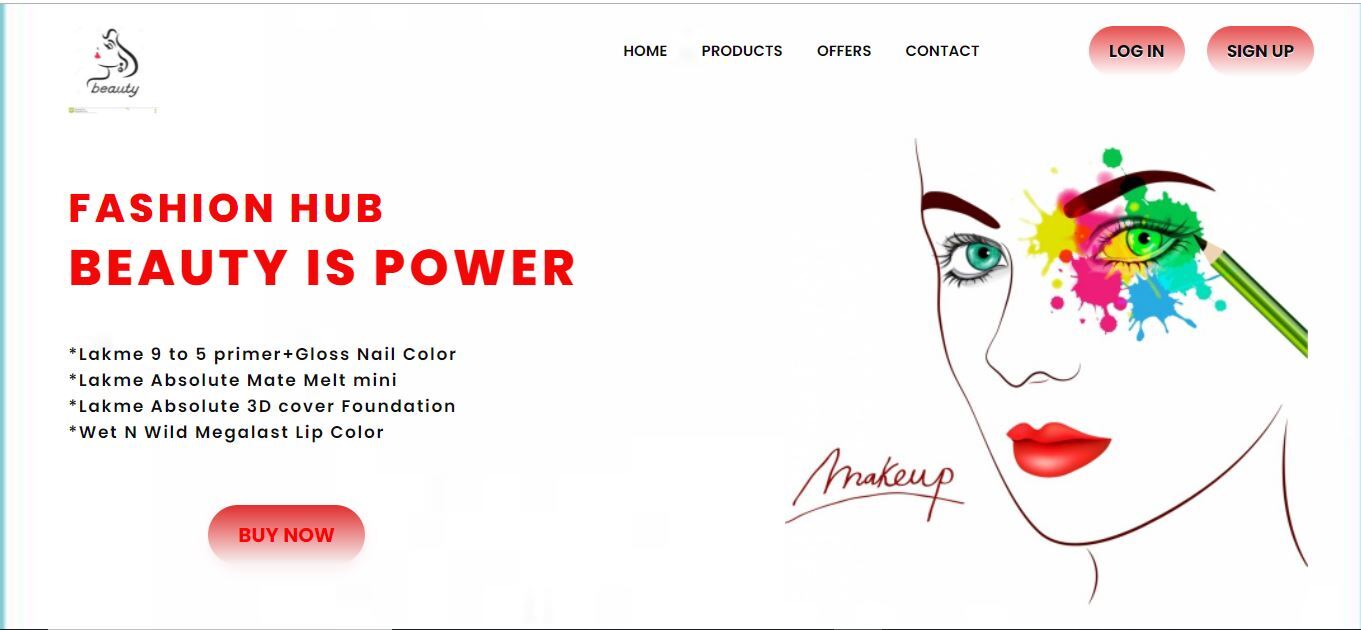 beauty
HOME PRODUCTS OFFERS CONTACT LOG IN SIGN UP
FASHION HUB
BEAUTY IS POWER
*Lakme 9 to 5 primer+Gloss Nail Color
*Lakme Absolute Mate Melt mini
*Lakme Absolute 3D cover Foundation
*Wet N Wild Megalast Lip Color
Makeup
BUY NOW